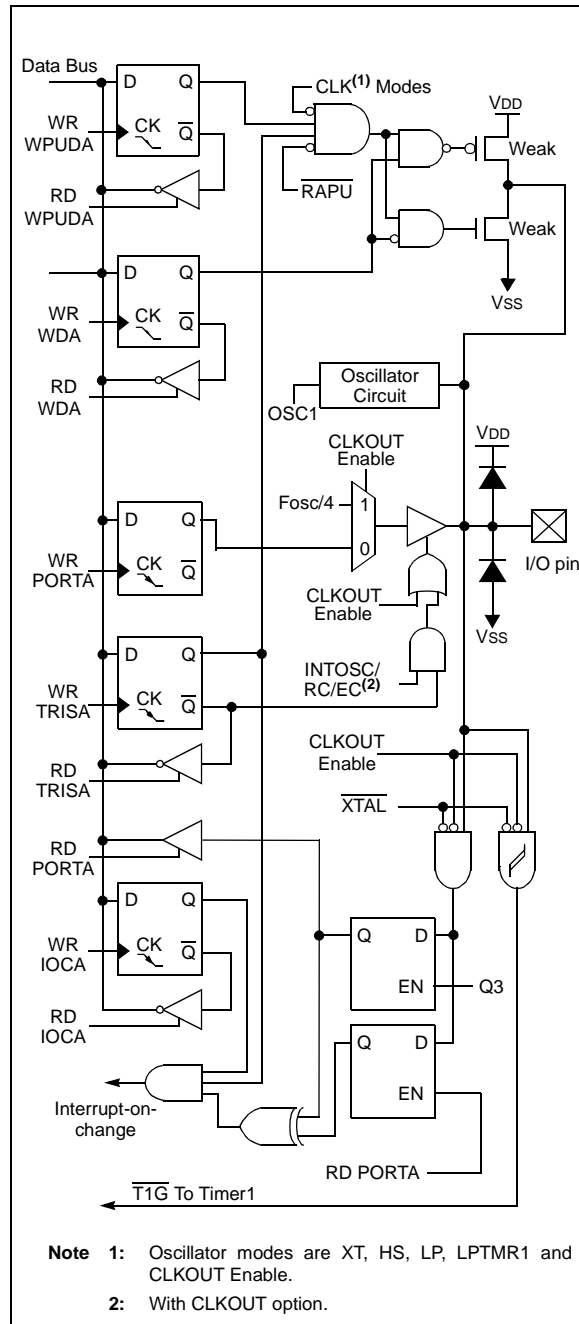 Data Bus
D Q
WR
WPUDA
CK Q
RD
WPUDA
CLK(1) Modes
RAPU
VDD
Weak
Weak
VSS
D Q
WR
WDA
CK Q
RD
WDA
Oscillator
Circuit
OSC1
CLKOUT
Enable
VDD
Fosc/4
1
0
D Q
WR
PORTA
CK Q
I/O pin
CLKOUT
Enable
VSS
D Q
WR
TRISA
CK Q
INTOSC/
RC/EC(2)
RD
TRISA
CLKOUT
Enable
XTAL
RD
PORTA
D Q
WR
IOCA
CK Q
Q D
EN
Q3
RD
IOCA
Q D
EN
Interrupt-on-
change
RD PORTA
T1G To Timer1
Note 1: Oscillator modes are XT, HS, LP, LPTMR1 and
CLKOUT Enable.
2: With CLKOUT option.